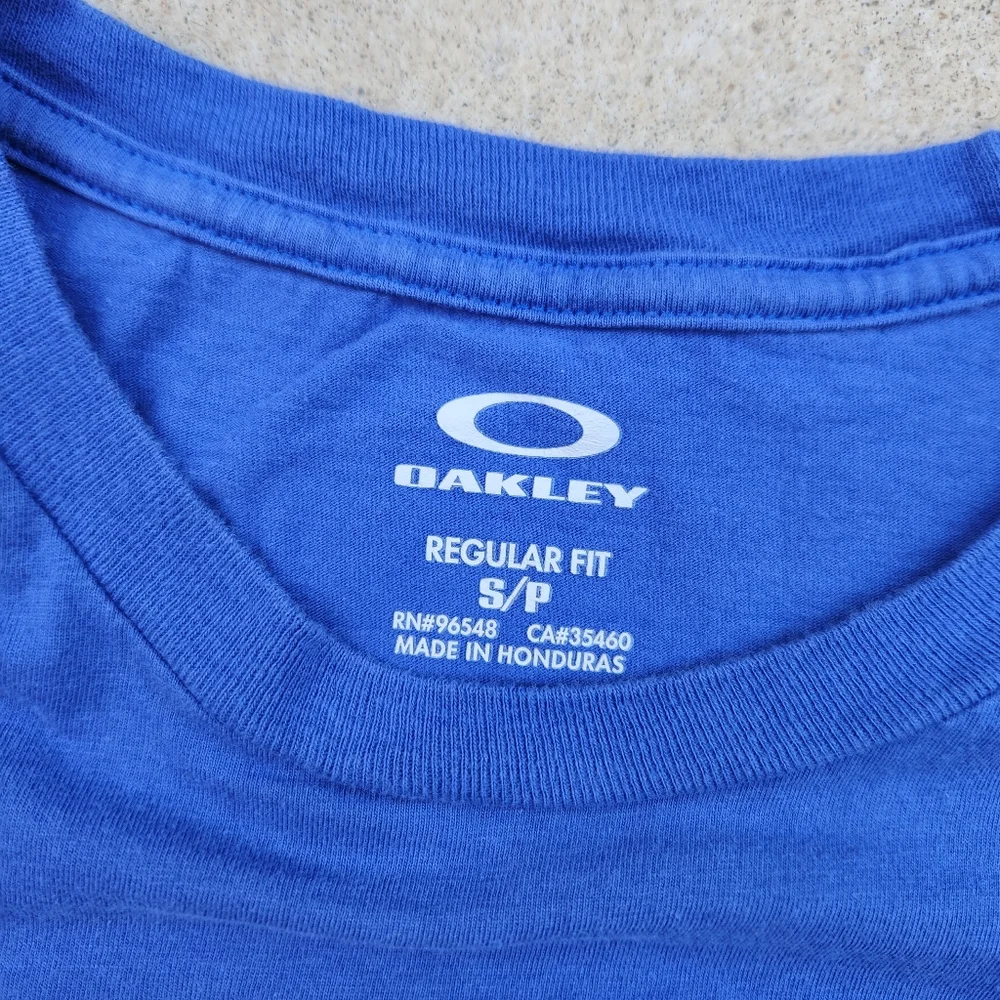 OAKLEY
REGULAR FIT
S/P
RN#96548 CA#35460
MADE IN HONDURAS